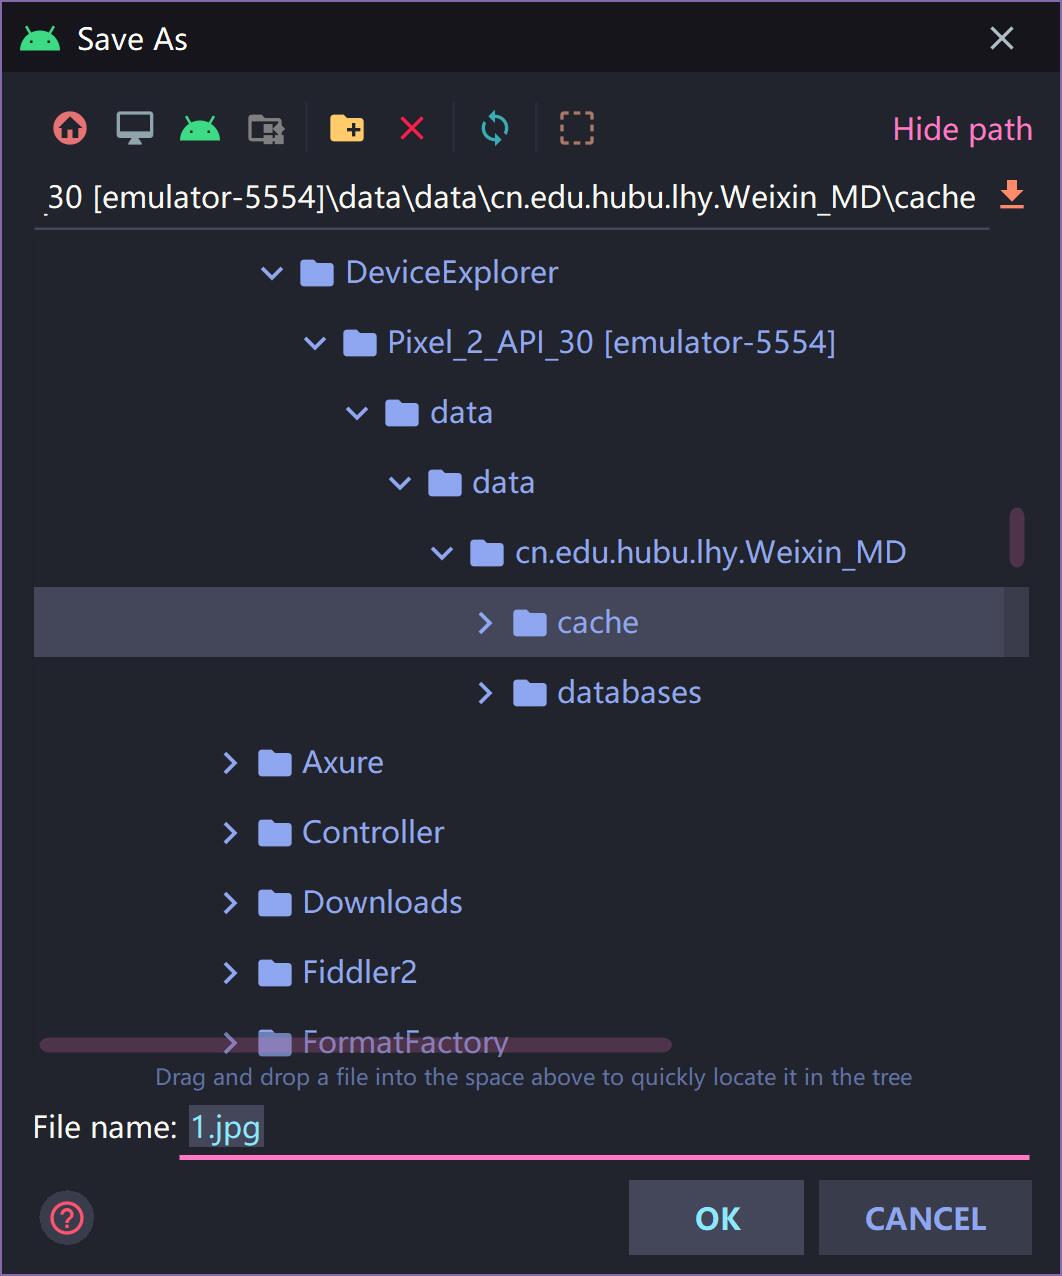 Save As
Hide path
30 [emulator-5554]\data\data\cn.edu.hubu.lhy.Weixin_MD\cache
DeviceExplorer
Pixel_2_API_30 [emulator-5554]
data
data
cn.edu.hubu.lhy.Weixin_MD
cache
databases
Axure
Controller
Downloads
Fiddler2
FormatFactory
Drag and drop a file into the space above to quickly locate it in the tree
File name: 1.jpg
OK CANCEL